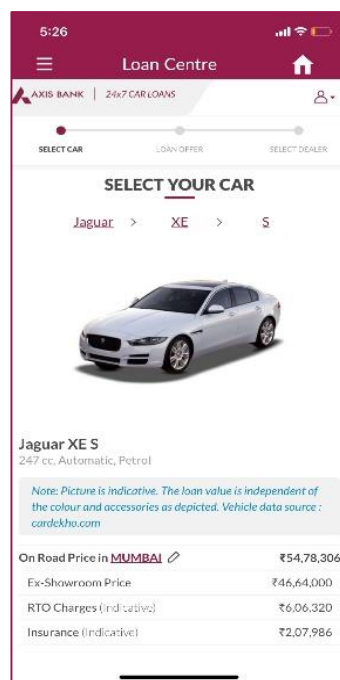 5:26
Loan Centre
AXIS BANK | 24x7 CAR LOANS
SELECT CAR LOAN OFFER SELECT DEALER
SELECT YOUR CAR
Jaguar > XE > S
Jaguar XE S
247 cc, Automatic, Petrol
Note: Picture is indicative. The loan value is independent of
the colour and accessories as depicted. Vehicle data source :
cardekho.com
On Road Price in MUMBAI ₹54,78,306
Ex-Showroom Price ₹46,64,000
RTO Charges (Indicative) ₹6,06,320
Insurance (Indicative) ₹2,07,986